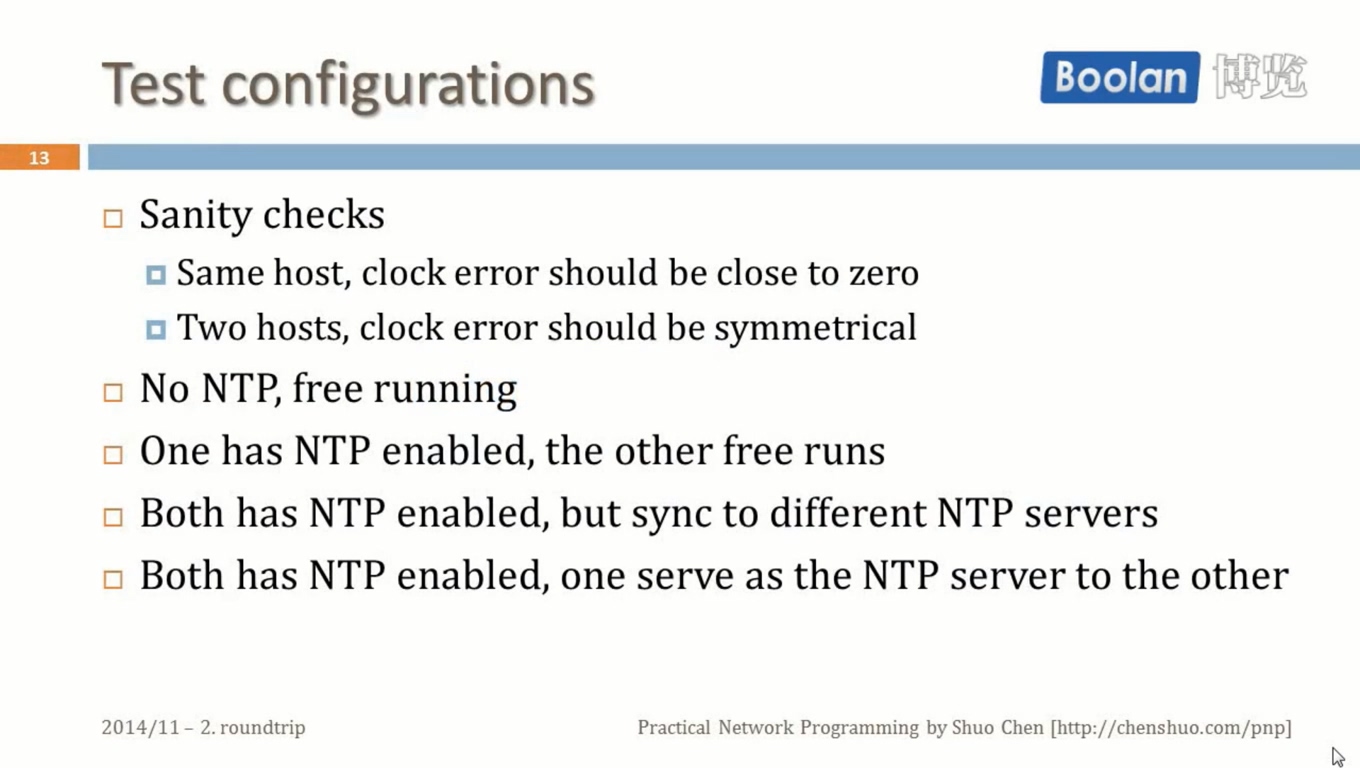 Test configurations
Boolan 博览
13
Sanity checks
Same host, clock error should be close to zero
Two hosts, clock error should be symmetrical
No NTP, free running
One has NTP enabled, the other free runs
Both has NTP enabled, but sync to different NTP servers
Both has NTP enabled, one serve as the NTP server to the other
2014/11 – 2. roundtrip
Practical Network Programming by Shuo Chen [http://chenshuo.com/pnp]